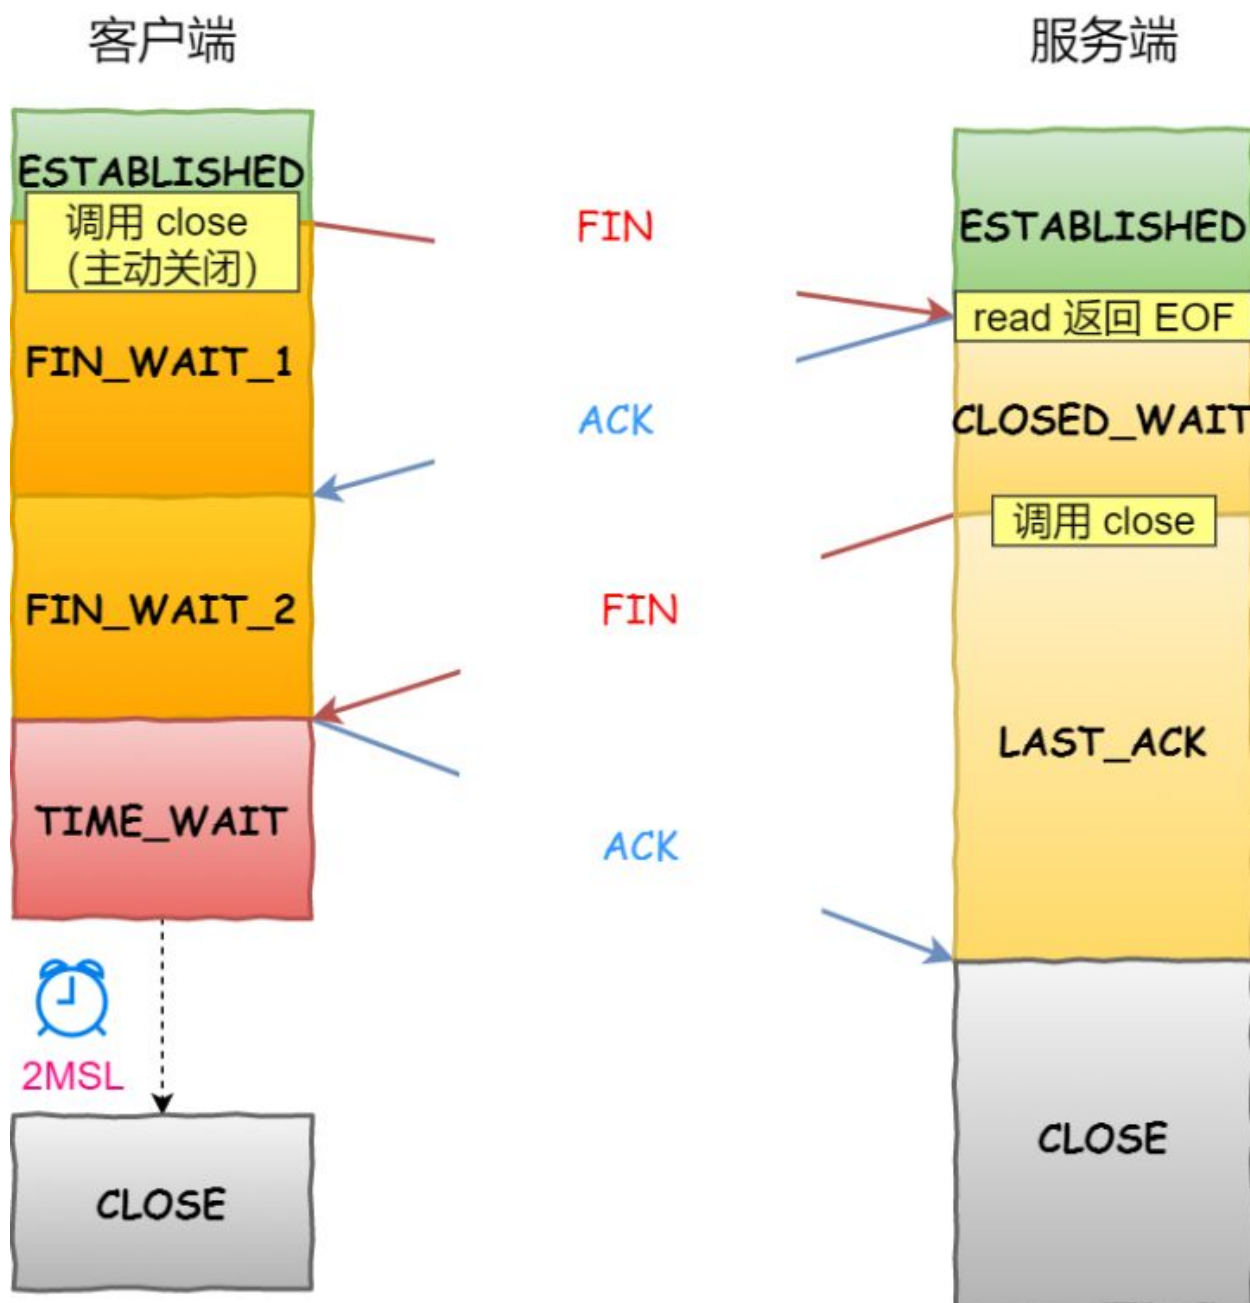 客户端
服务端
ESTABLISHED
调用 close
（主动关闭）
FIN
ESTABLISHED
read 返回 EOF
FIN_WAIT_1
ACK
CLOSED_WAIT
调用 close
FIN_WAIT_2
FIN
LAST_ACK
TIME_WAIT
ACK
2MSL
CLOSE
CLOSE